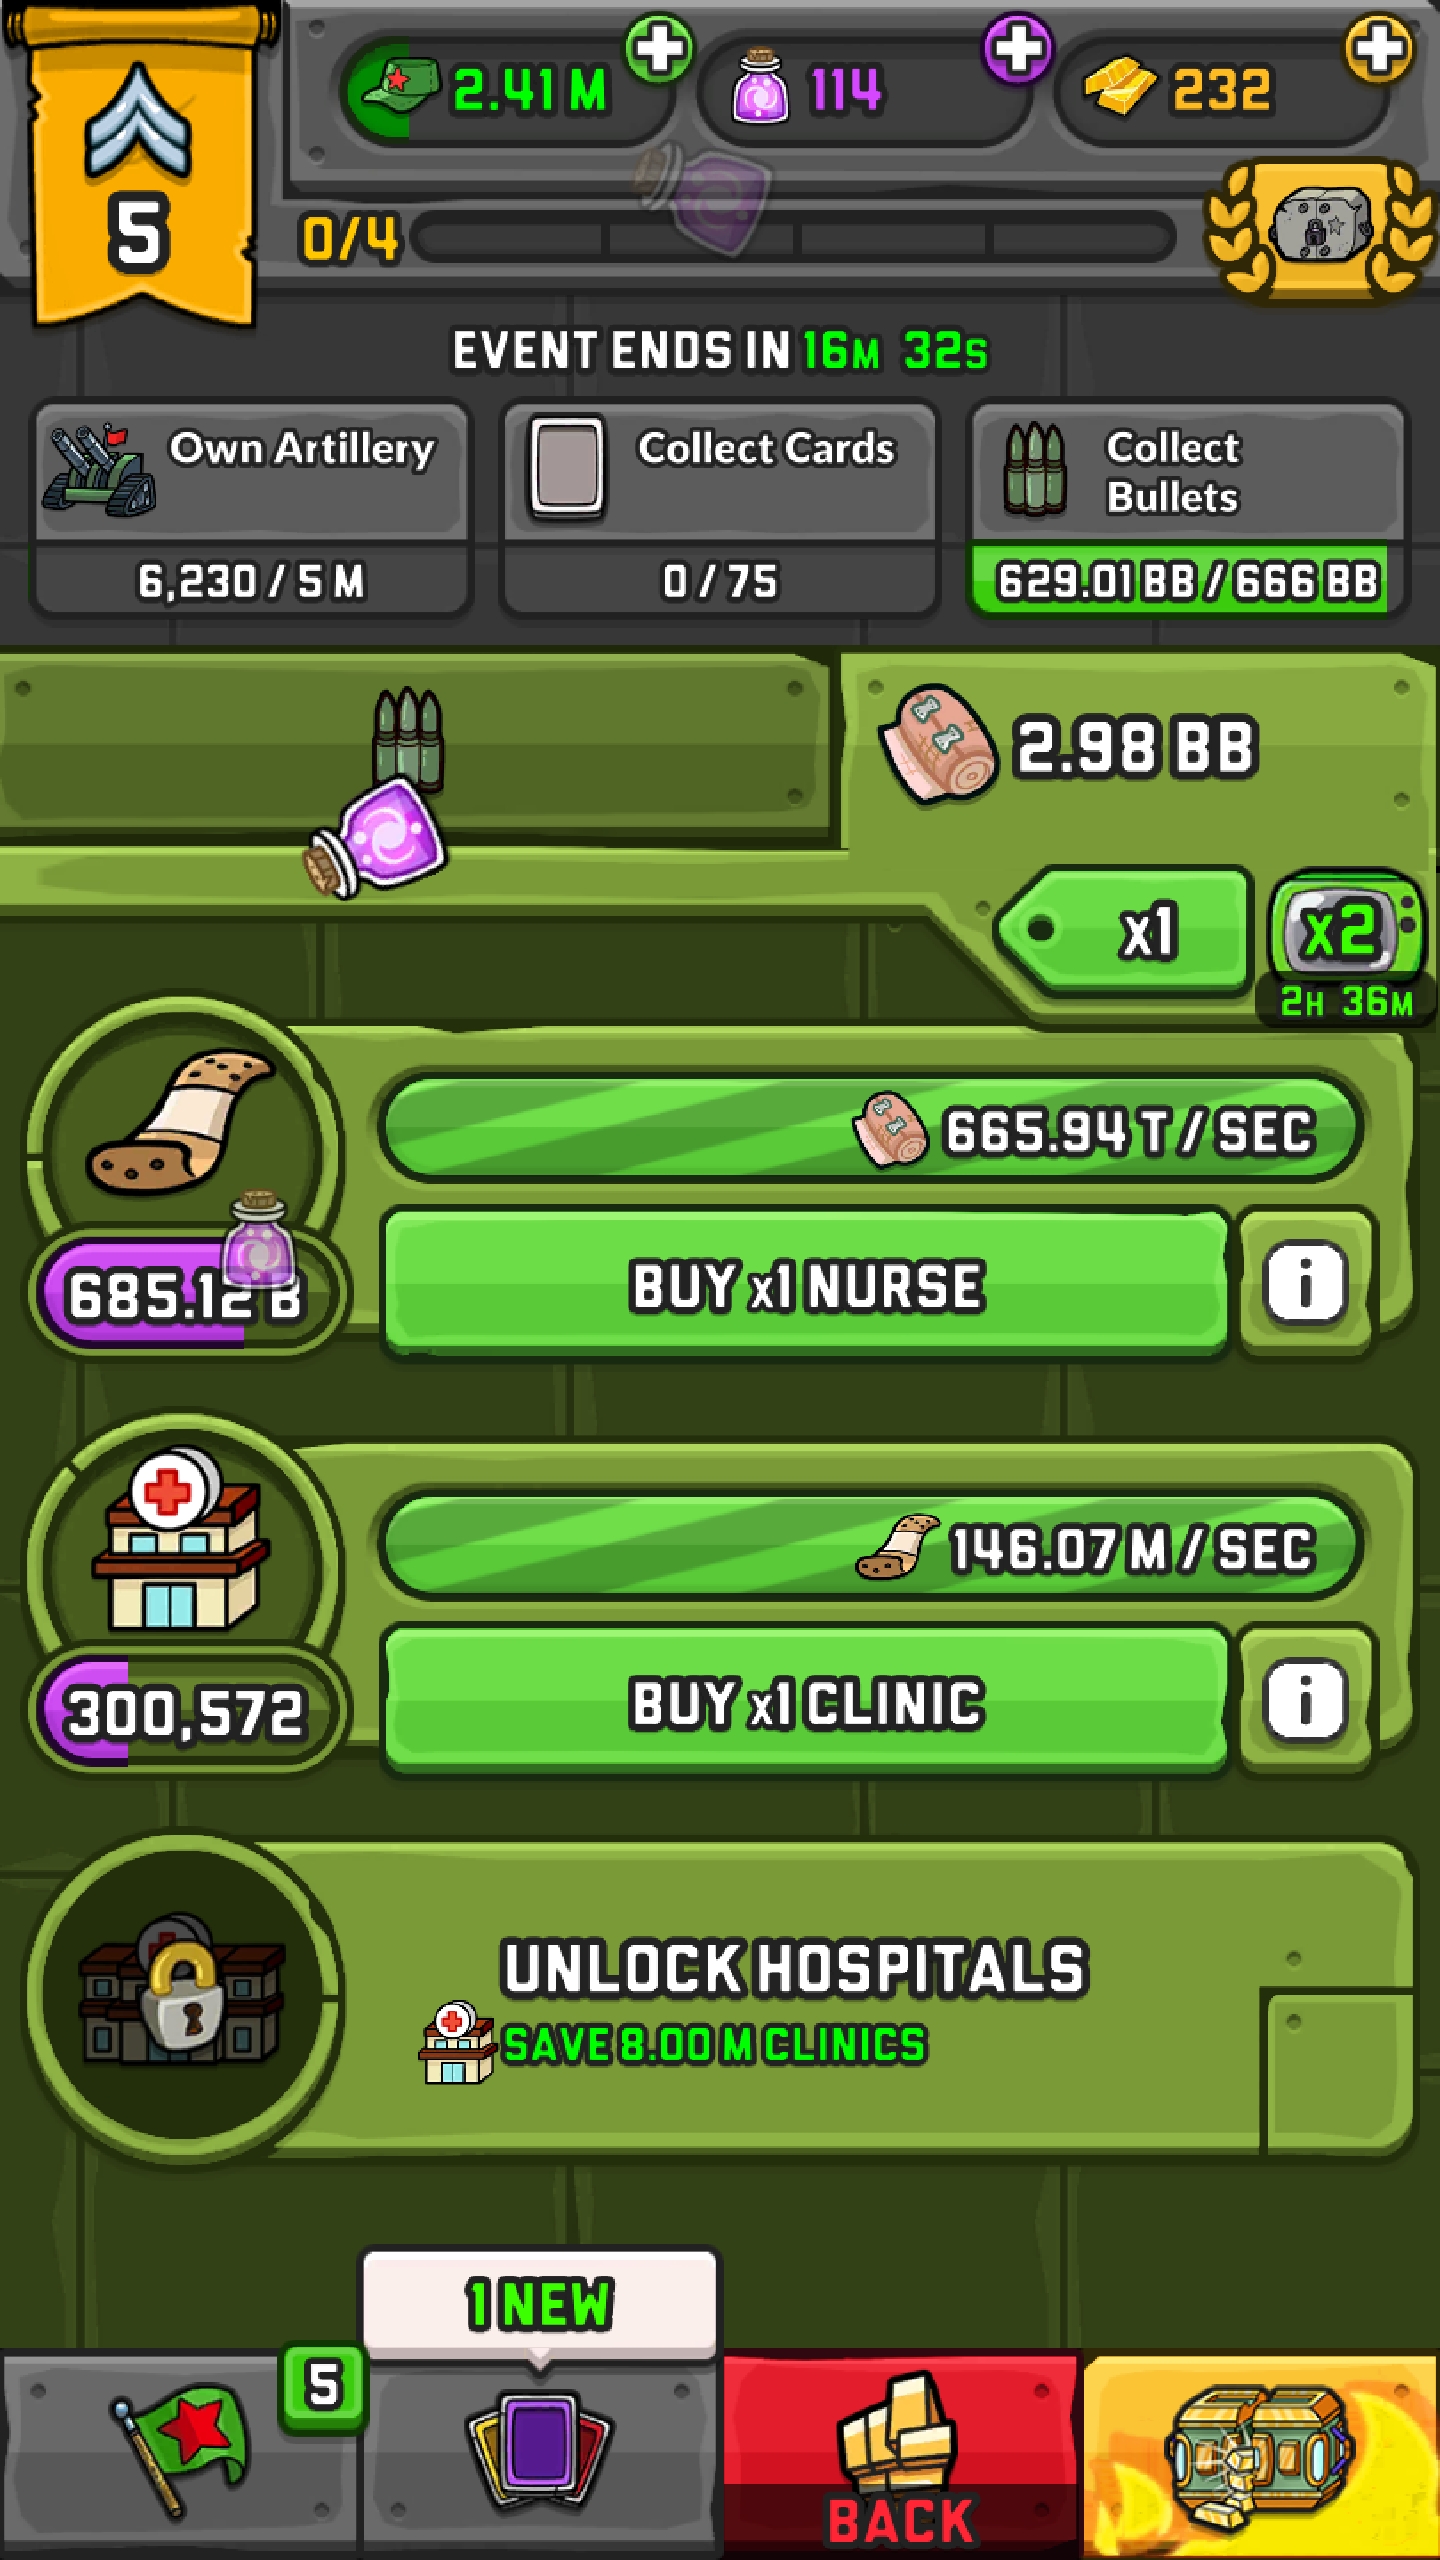 5
2.41 M
114
232
0/4
EVENT ENDS IN 16M 32S
Own Artillery
6,230 / 5 M
Collect Cards
0 / 75
Collect
Bullets
629.01 BB / 666 BB
2.98 BB
x1
x2
2H 36M
665.94 T / SEC
685.12 B
BUY x1 NURSE
i
146.07 M / SEC
300,572
BUY x1 CLINIC
i
UNLOCK HOSPITALS
SAVE 8.00 M CLINICS
1 NEW
5
BACK